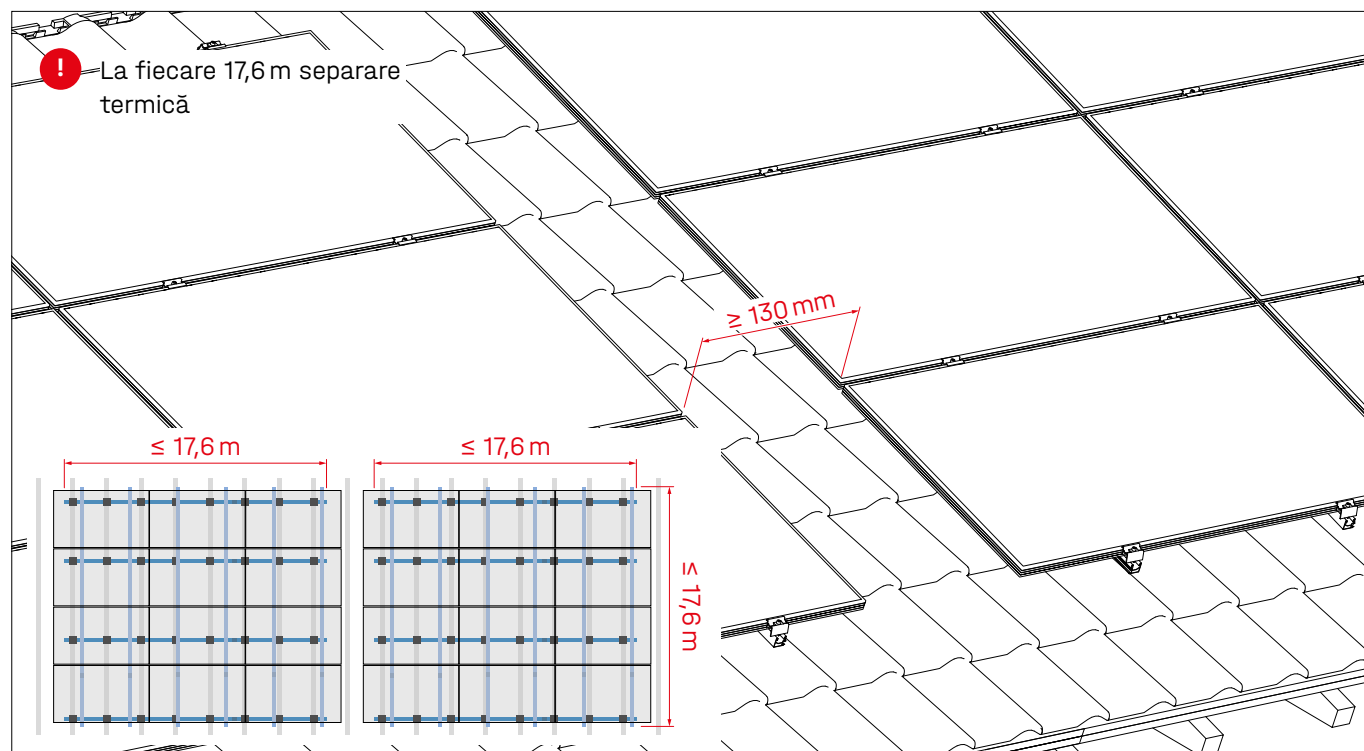 !
La fiecare 17,6 m separare
termică
≥ 130 mm
≤ 17,6 m
≤ 17,6 m
≤ 17,6 m